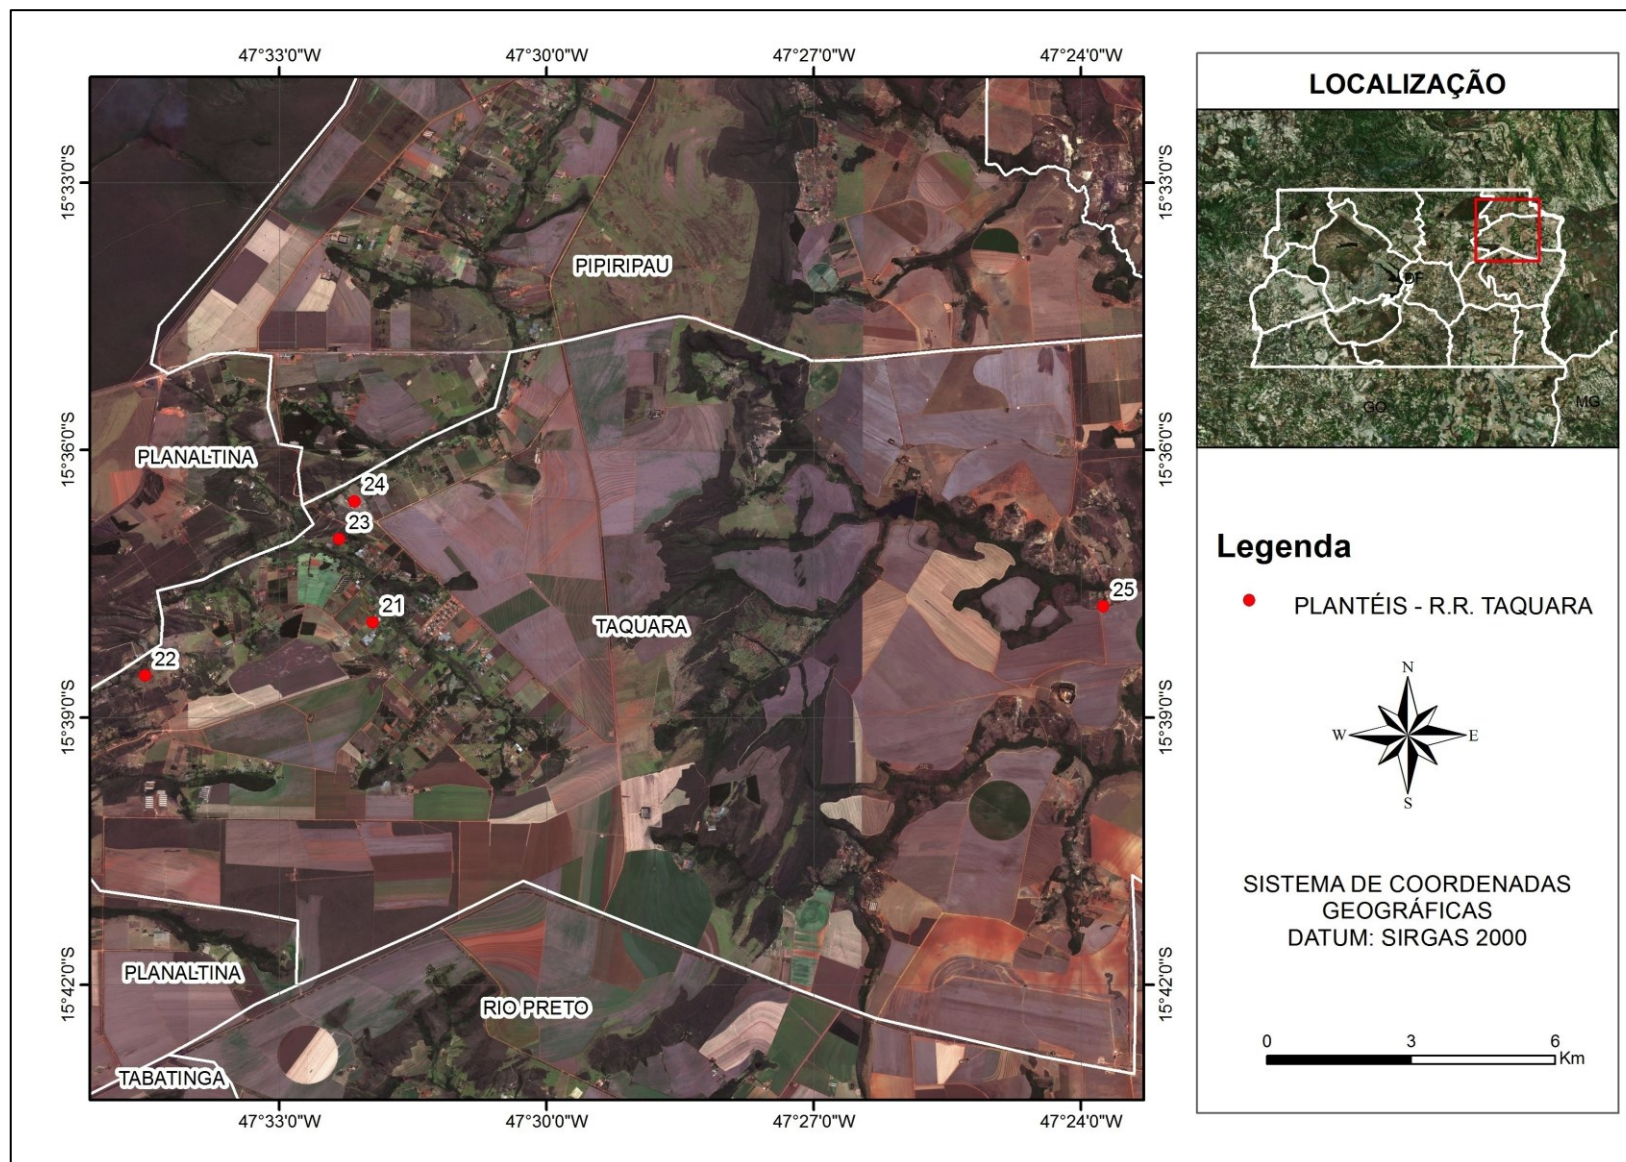 47°33'0"W
47°30'0"W
47°27'0"W
47°24'0"W
15°33'0"S
15°33'0"S
PIPIRIPAU
15°36'0"S
15°36'0"S
PLANALTINA
24
23
21
25
TAQUARA
22
15°39'0"S
15°39'0"S
PLANALTINA
RIO PRETO
15°42'0"S
15°42'0"S
TABATINGA
47°33'0"W
47°30'0"W
47°27'0"W
47°24'0"W
LOCALIZAÇÃO
DF
GO
MG
Legenda
PLANTÉIS - R.R. TAQUARA
N
W
E
S
SISTEMA DE COORDENADAS
GEOGRÁFICAS
DATUM: SIRGAS 2000
0 3 6
Km